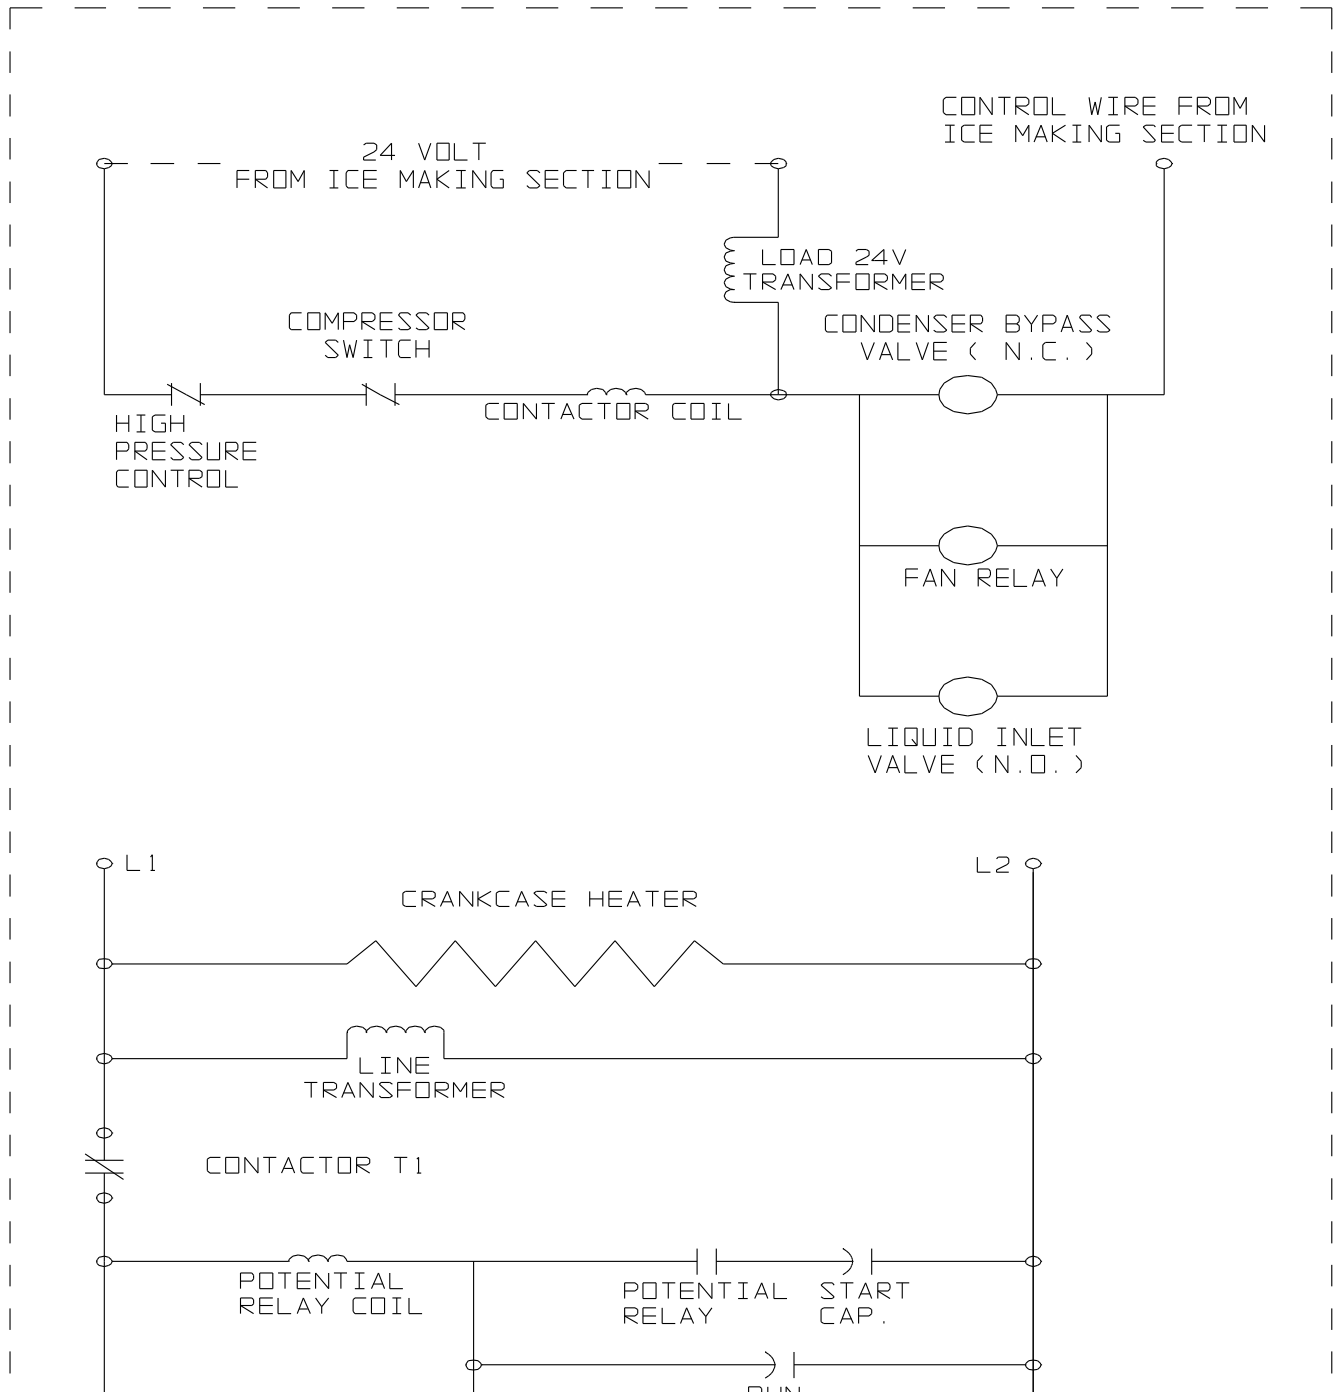 CONTROL WIRE FROM
ICE MAKING SECTION
24 VOLT
FROM ICE MAKING SECTION
LOAD 24V
TRANSFORMER
COMPRESSOR
SWITCH
CONDENSER BYPASS
VALVE ( N.C. )
HIGH
PRESSURE
CONTROL
CONTACTOR COIL
FAN RELAY
LIQUID INLET
VALVE (N.O. )
L1
L2
CRANKCASE HEATER
LINE
TRANSFORMER
CONTACTOR T1
POTENTIAL
RELAY COIL
POTENTIAL
RELAY
START
CAP.